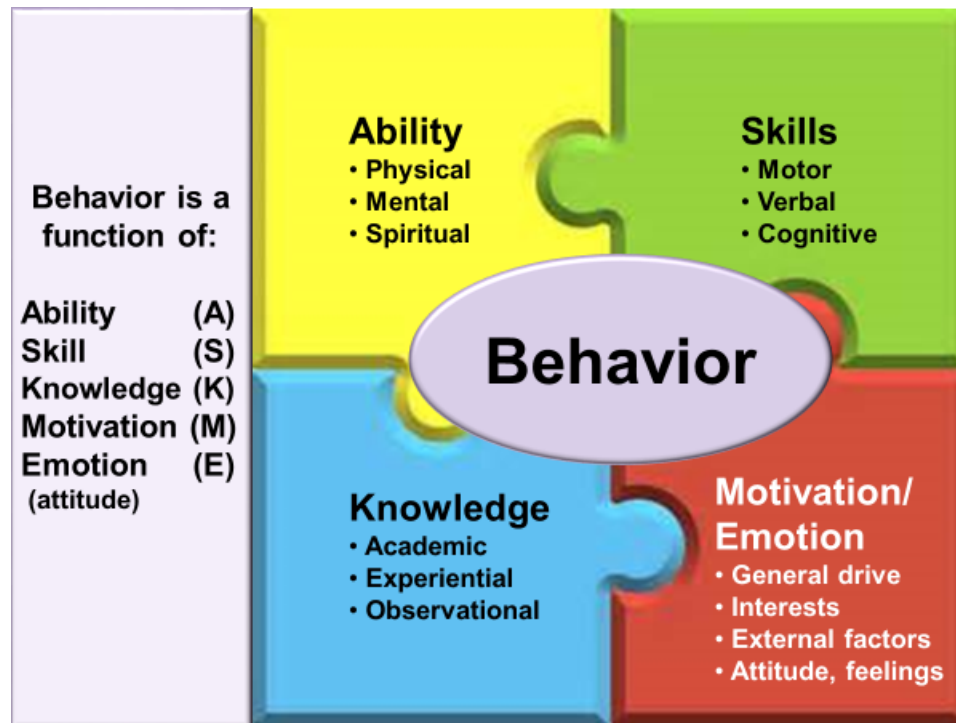 Behavior is a
function of:
Ability (A)
Skill (S)
Knowledge (K)
Motivation (M)
Emotion (E)
(attitude)
Ability
• Physical
• Mental
• Spiritual
Skills
• Motor
• Verbal
• Cognitive
Behavior
Knowledge
• Academic
• Experiential
• Observational
Motivation/
Emotion
• General drive
• Interests
• External factors
• Attitude, feelings